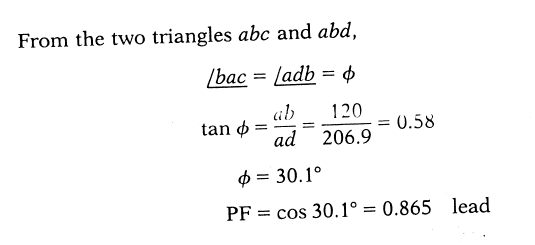 From the two triangles abc and abd,
∠bac = ∠adb = ϕ
tan ϕ = ab/ad = 120/206.9 = 0.58
ϕ = 30.1°
PF = cos 30.1° = 0.865 lead